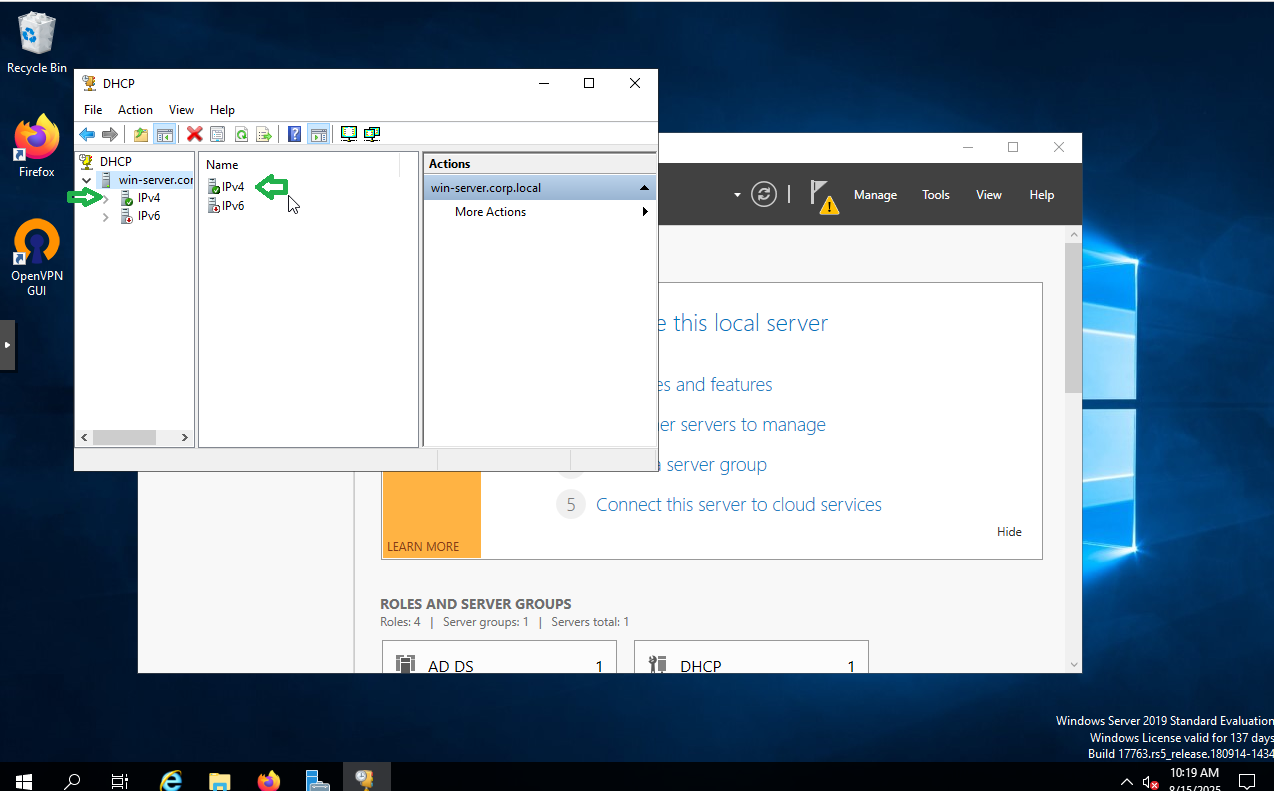 Recycle Bin
Firefox
OpenVPN
GUI
DHCP
File Action View Help
DHCP
win-server.cor
IPv4
IPv6
Name
IPv4
IPv6
Actions
win-server.corp.local
More Actions
Manage Tools View Help
e this local server
es and features
er servers to manage
server group
5 Connect this server to cloud services
LEARN MORE
Hide
ROLES AND SERVER GROUPS
Roles: 4 | Server groups: 1 | Servers total: 1
AD DS 1
DHCP 1
Windows Server 2019 Standard Evaluation
Windows License valid for 137 days
Build 17763.rs5_release.180914-1434
10:19 AM
8/15/2025